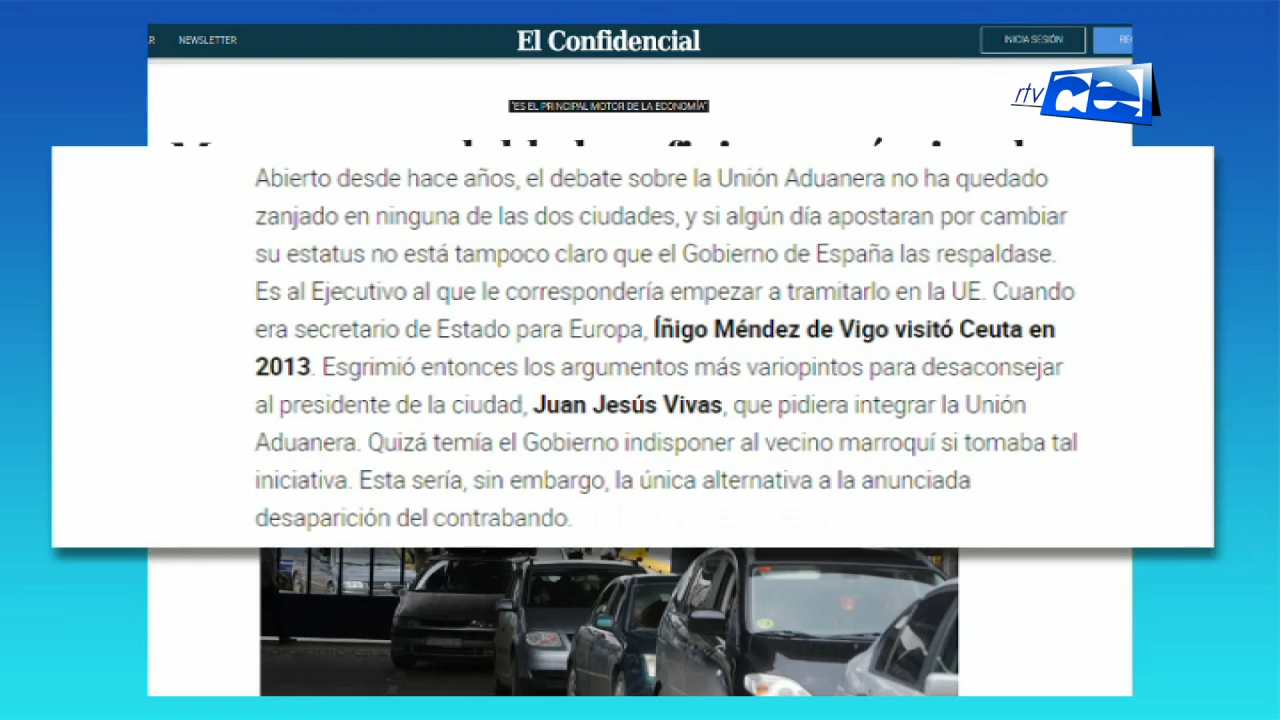 NEWSLETTER
El Confidencial
INICIA SESIÓN
rtv ce!
"ES EL PRINCIPAL MOTOR DE LA ECONOMÍA"
Abierto desde hace años, el debate sobre la Unión Aduanera no ha quedado
zanjado en ninguna de las dos ciudades, y si algún día apostaran por cambiar
su estatus no está tampoco claro que el Gobierno de España las respaldase.
Es al Ejecutivo al que le correspondería empezar a tramitarlo en la UE. Cuando
era secretario de Estado para Europa, Íñigo Méndez de Vigo visitó Ceuta en
2013. Esgrimió entonces los argumentos más variopintos para desaconsejar
al presidente de la ciudad, Juan Jesús Vivas, que pidiera integrar la Unión
Aduanera. Quizá temía el Gobierno indisponer al vecino marroquí si tomaba tal
iniciativa. Esta sería, sin embargo, la única alternativa a la anunciada
desaparición del contrabando.